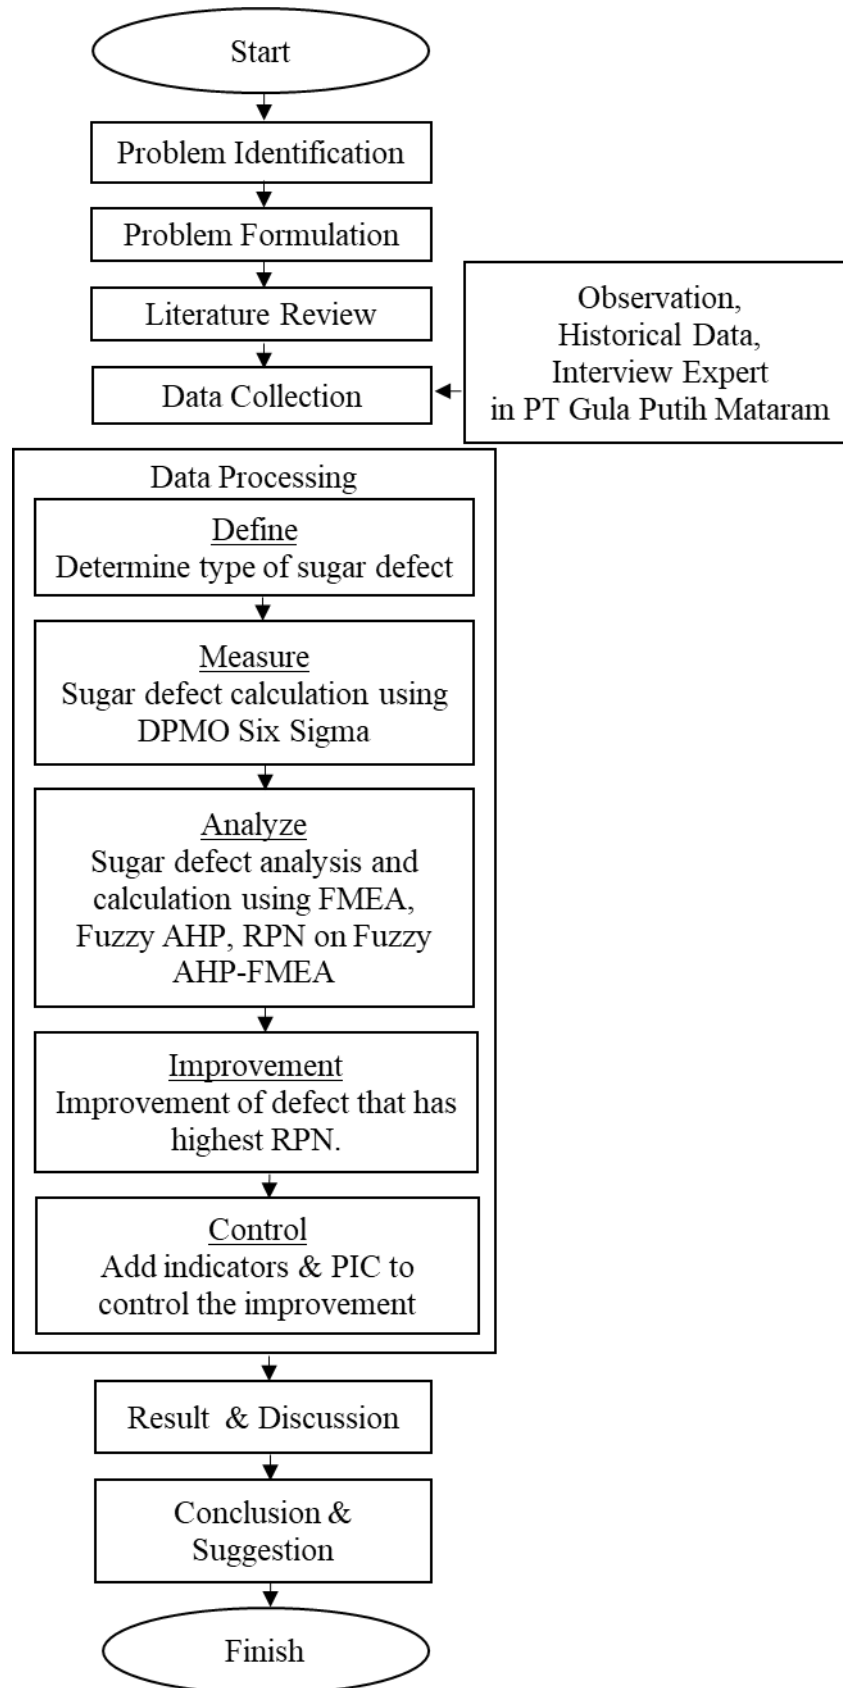 Start
Problem Identification
Problem Formulation
Literature Review
Data Collection
Observation,
Historical Data,
Interview Expert
in PT Gula Putih Mataram
Data Processing
Define
Determine type of sugar defect
Measure
Sugar defect calculation using
DPMO Six Sigma
Analyze
Sugar defect analysis and
calculation using FMEA,
Fuzzy AHP, RPN on Fuzzy
AHP-FMEA
Improvement
Improvement of defect that has
highest RPN.
Control
Add indicators & PIC to
control the improvement
Result & Discussion
Conclusion &
Suggestion
Finish